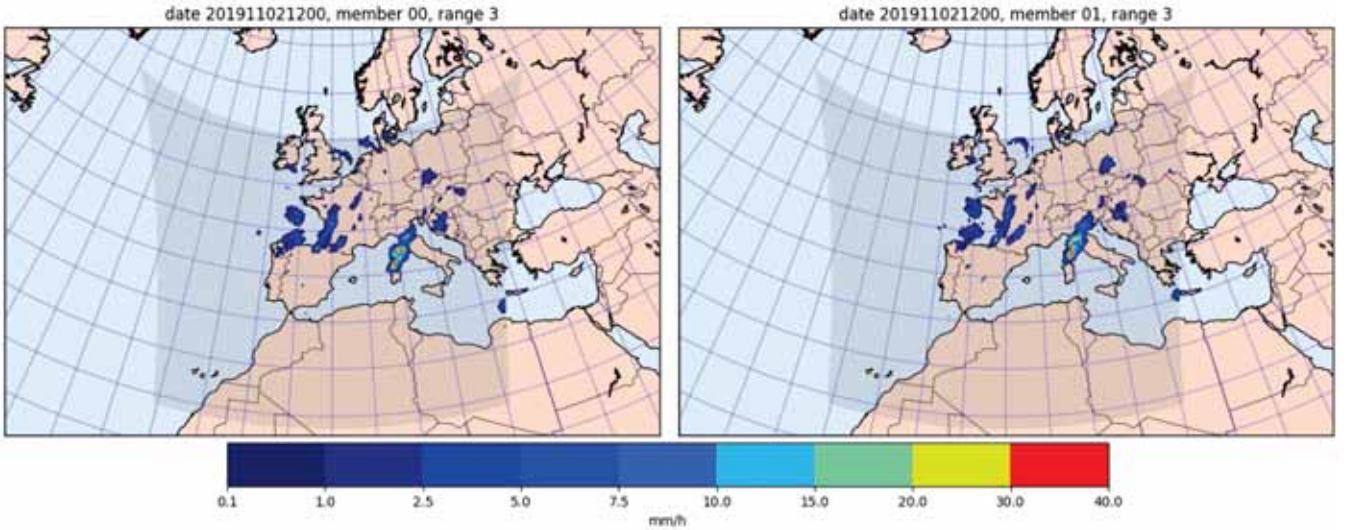 date 201911021200, member 00, range 3
date 201911021200, member 01, range 3
0.1 1.0 2.5 5.0 7.5 10.0 15.0 20.0 30.0 40.0
mm/h